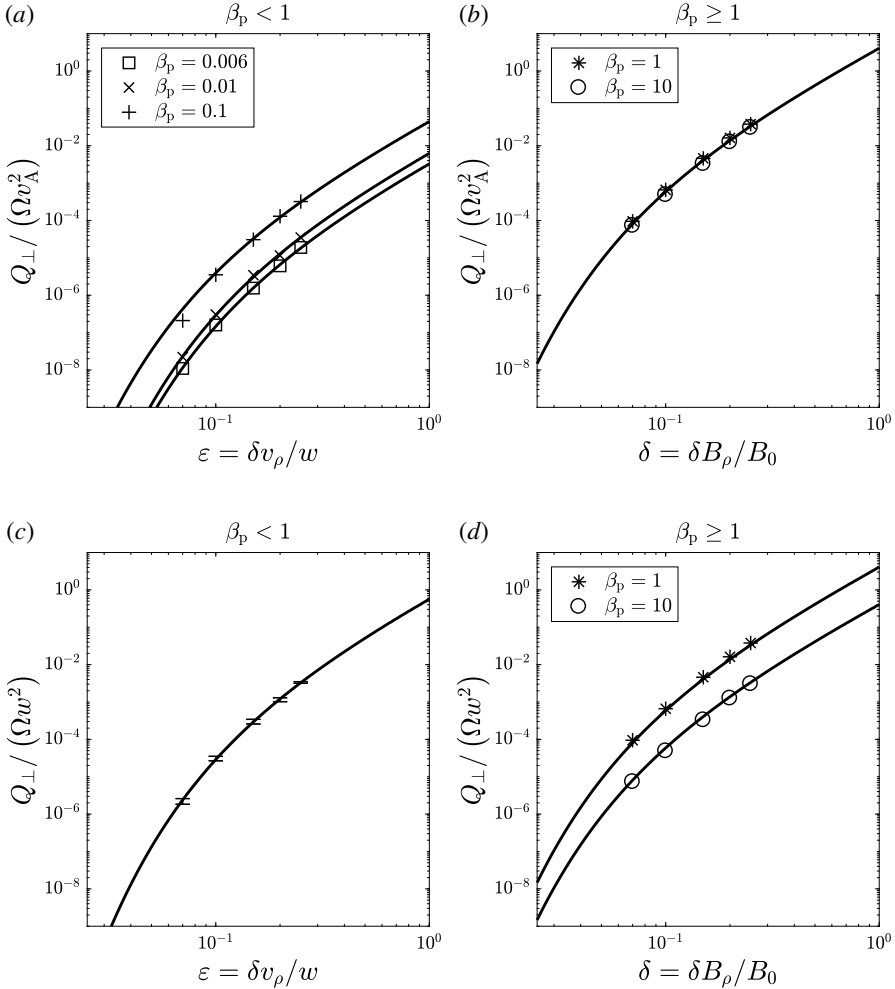 (a)
β_p < 1
10^0
10^-2
10^-4
10^-6
10^-8
Q_⊥/(Ωv_A^2)
β_p = 0.006
β_p = 0.01
β_p = 0.1
10^-1
10^0
ε = δv_ρ/w
(b)
β_p ≥ 1
10^0
10^-2
10^-4
10^-6
10^-8
Q_⊥/(Ωv_A^2)
β_p = 1
β_p = 10
10^-1
10^0
δ = δB_ρ/B_0
(c)
β_p < 1
10^0
10^-2
10^-4
10^-6
10^-8
Q_⊥/(Ωw^2)
10^-1
10^0
ε = δv_ρ/w
(d)
β_p ≥ 1
10^0
10^-2
10^-4
10^-6
10^-8
Q_⊥/(Ωw^2)
β_p = 1
β_p = 10
10^-1
10^0
δ = δB_ρ/B_0